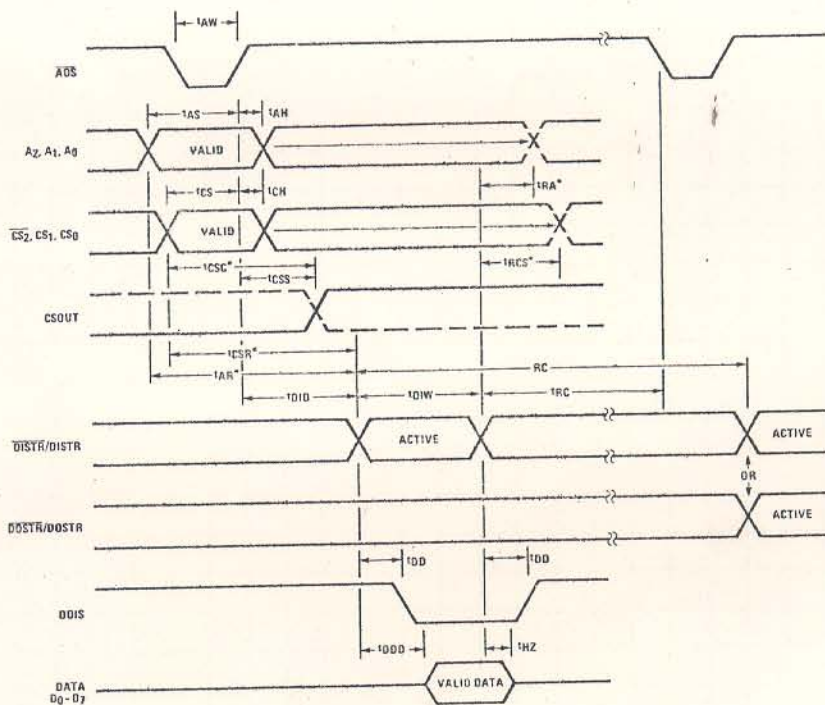 tAW
ADS
tAS
tAH
A2, A1, A0
VALID
tRA*
tCS
tCH
CS2, CS1, CS0
VALID
tCSC*
tRCS*
tCSS
CSOUT
tCSR*
RC
tAR*
tDID
tDIW
tRC
DISTR/DISTR
ACTIVE
ACTIVE
OR
DOSTR/DOSTR
ACTIVE
tDD
tDD
DDIS
tDDD
tHZ
DATA
D0-D7
VALID DATA